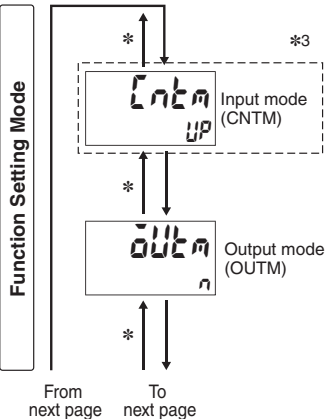 Function Setting Mode
*
*3
Cntm
UP
Input mode
(CNTM)
*
oUtm
n
Output mode
(OUTM)
*
From
next page
To
next page